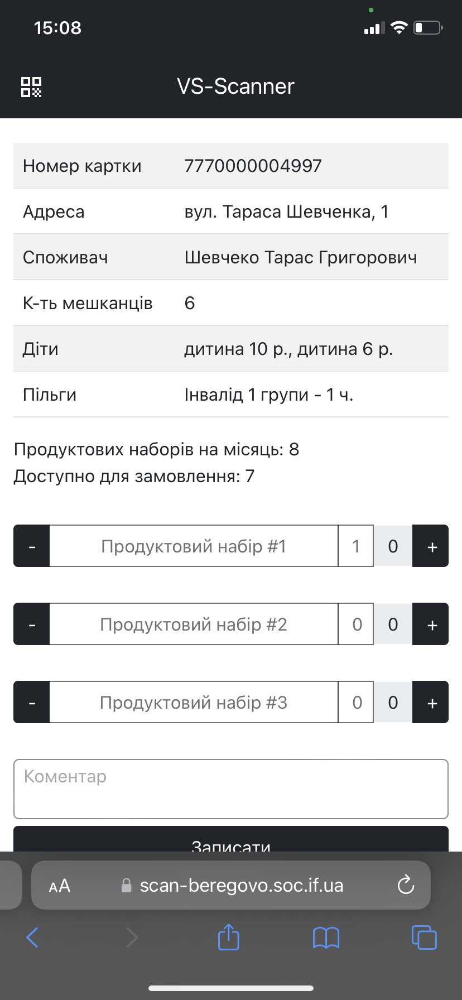 15:08
VS-Scanner
Номер картки 7770000004997
Адреса вул. Тараса Шевченка, 1
Споживач Шевчеко Тарас Григорович
К-ть мешканців 6
Діти дитина 10 р., дитина 6 р.
Пільги Інвалід 1 групи - 1 ч.
Продуктових наборів на місяць: 8
Доступно для замовлення: 7
- Продуктовий набір #1 1 0 +
- Продуктовий набір #2 0 0 +
- Продуктовий набір #3 0 0 +
Коментар
Записати
AA scan-beregovo.soc.if.ua